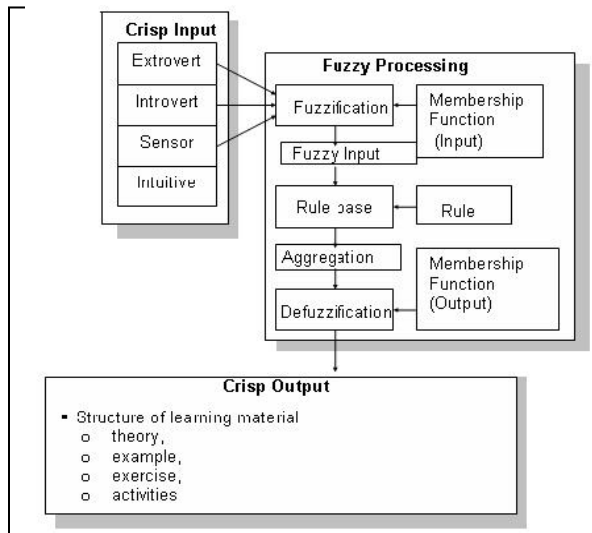 Crisp Input
Extrovert
Introvert
Sensor
Intuitive
Fuzzy Processing
Fuzzification
Membership
Function
(Input)
Fuzzy Input
Rule base
Rule
Aggregation
Membership
Function
(Output)
Defuzzification
Crisp Output
▪ Structure of learning material
o theory,
o example,
o exercise,
o activities